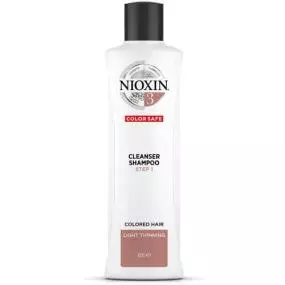 NIOXIN
3
COLOR SAFE
CLEANSER
SHAMPOO
STEP 1
COLORED HAIR
LIGHT THINNING